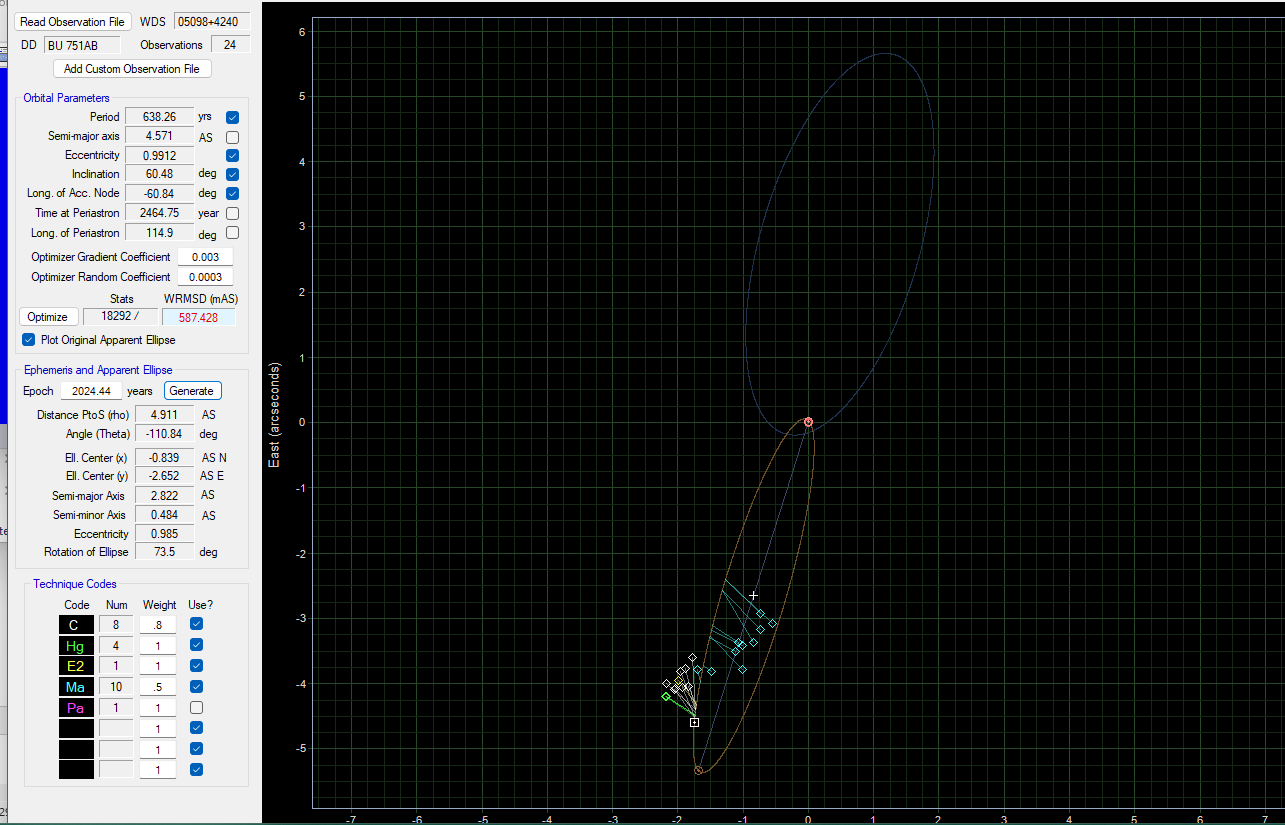 Read Observation File WDS 05098+4240
DD BU 751AB Observations 24
Add Custom Observation File
Orbital Parameters
Period 638.26 yrs
Semi-major axis 4.571 AS
Eccentricity 0.9912
Inclination 60.48 deg
Long. of Acc. Node -60.84 deg
Time at Periastron 2464.75 year
Long. of Periastron 114.9 deg
Optimizer Gradient Coefficient 0.003
Optimizer Random Coefficient 0.0003
Stats WRMSD (mAS)
Optimize 18292 / 587.428
Plot Original Apparent Ellipse
Ephemeris and Apparent Ellipse
Epoch 2024.44 years Generate
Distance PtoS (rho) 4.911 AS
Angle (Theta) -110.84 deg
Ell. Center (x) -0.839 AS N
Ell. Center (y) -2.652 AS E
Semi-major Axis 2.822 AS
Semi-minor Axis 0.484 AS
Eccentricity 0.985
Rotation of Ellipse 73.5 deg
Technique Codes
Code Num Weight Use?
C 8 .8
Hg 4 1
E2 1 1
Ma 10 .5
Pa 1 1
1
1
1
East (arcseconds)
6
5
4
3
2
1
0
-1
-2
-3
-4
-5
-7 -6 -5 -4 -3 -2 -1 0 1 2 3 4 5 6 7